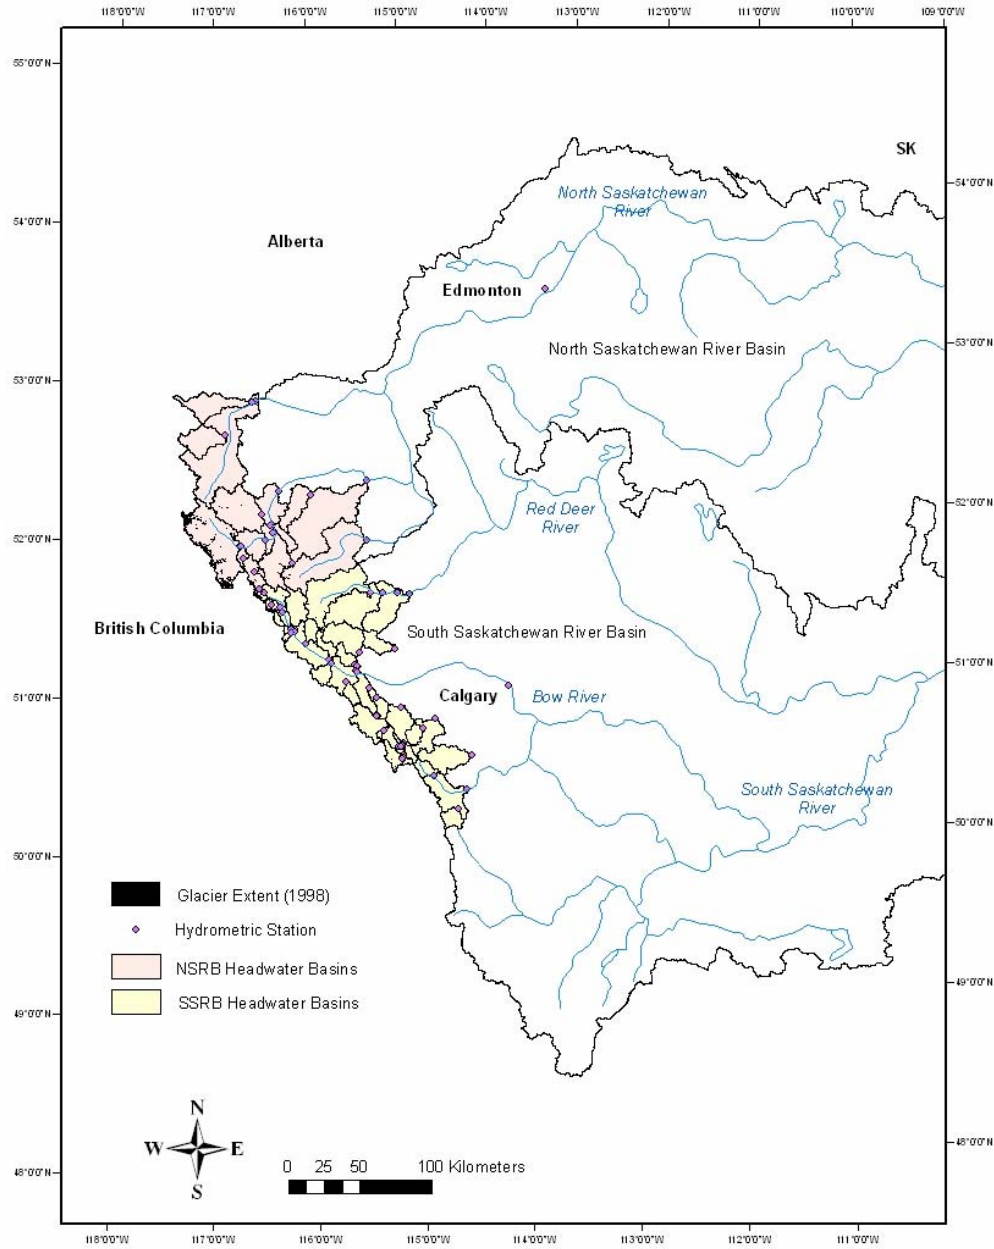 118°0'0"W 117°0'0"W 116°0'0"W 115°0'0"W 114°0'0"W 113°0'0"W 112°0'0"W 111°0'0"W 110°0'0"W 109°0'0"W
55°0'0"N
SK
54°0'0"N
North Saskatchewan
River
54°0'0"N
Alberta
Edmonton
53°0'0"N
North Saskatchewan River Basin
53°0'0"N
52°0'0"N
Red Deer
River
52°0'0"N
British Columbia
South Saskatchewan River Basin
51°0'0"N
51°0'0"N
Calgary
Bow River
South Saskatchewan
River
50°0'0"N
50°0'0"N
Glacier Extent (1998)
Hydrometric Station
NSRB Headwater Basins
49°0'0"N
SSRB Headwater Basins
49°0'0"N
N
W E
S
48°0'0"N
0 25 50 100 Kilometers
48°0'0"N
118°0'0"W 117°0'0"W 116°0'0"W 115°0'0"W 114°0'0"W 113°0'0"W 112°0'0"W 111°0'0"W